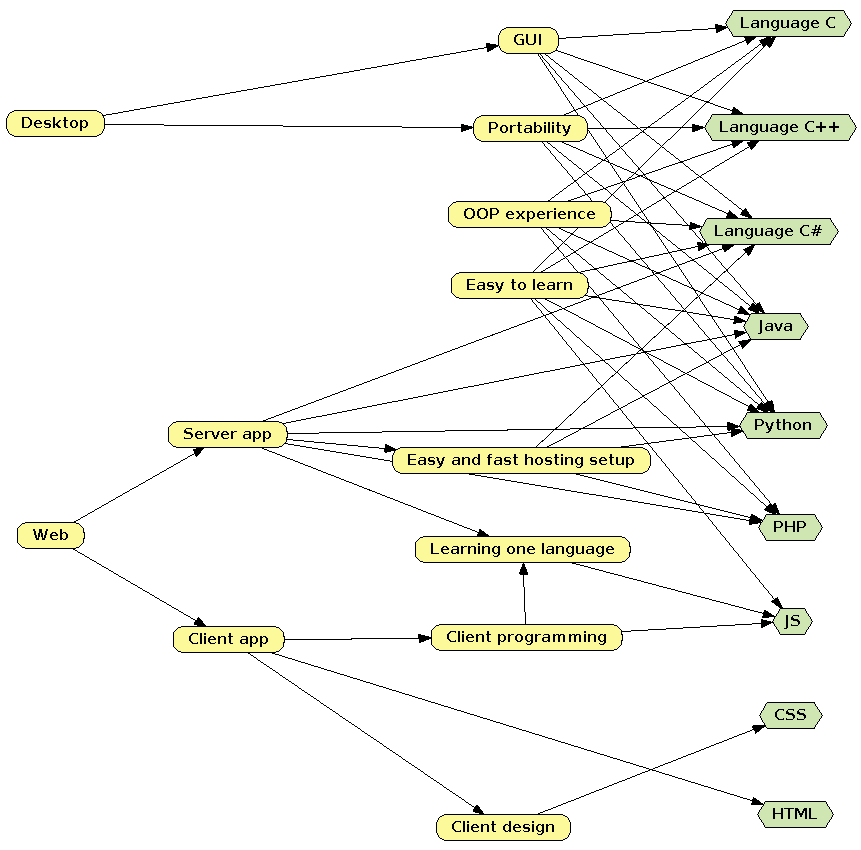 Language C
GUI
Desktop
Portability
Language C++
OOP experience
Language C#
Easy to learn
Java
Server app
Python
Easy and fast hosting setup
Web
PHP
Learning one language
JS
Client app
Client programming
CSS
HTML
Client design